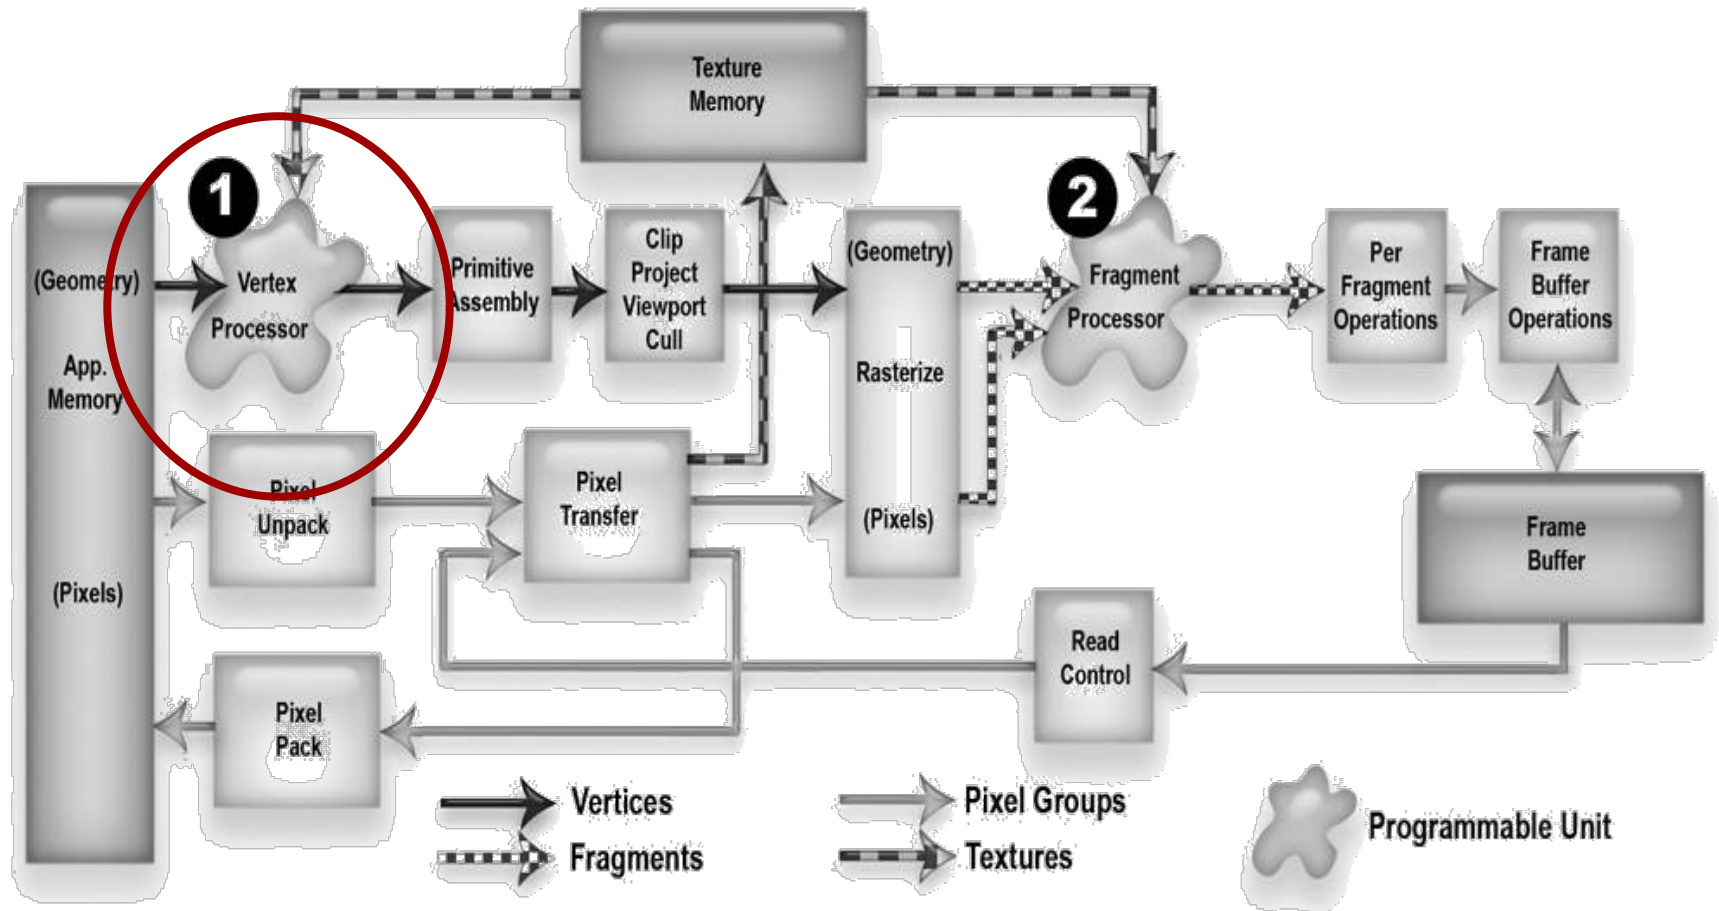 Texture
Memory
1
2
(Geometry)
App.
Memory
(Pixels)
Vertex
Processor
Primitive
Assembly
Clip
Project
Viewport
Cull
(Geometry)
Rasterize
(Pixels)
Fragment
Processor
Per
Fragment
Operations
Frame
Buffer
Operations
Pixel
Unpack
Pixel
Transfer
Frame
Buffer
Read
Control
Pixel
Pack
Vertices
Fragments
Pixel Groups
Textures
Programmable Unit